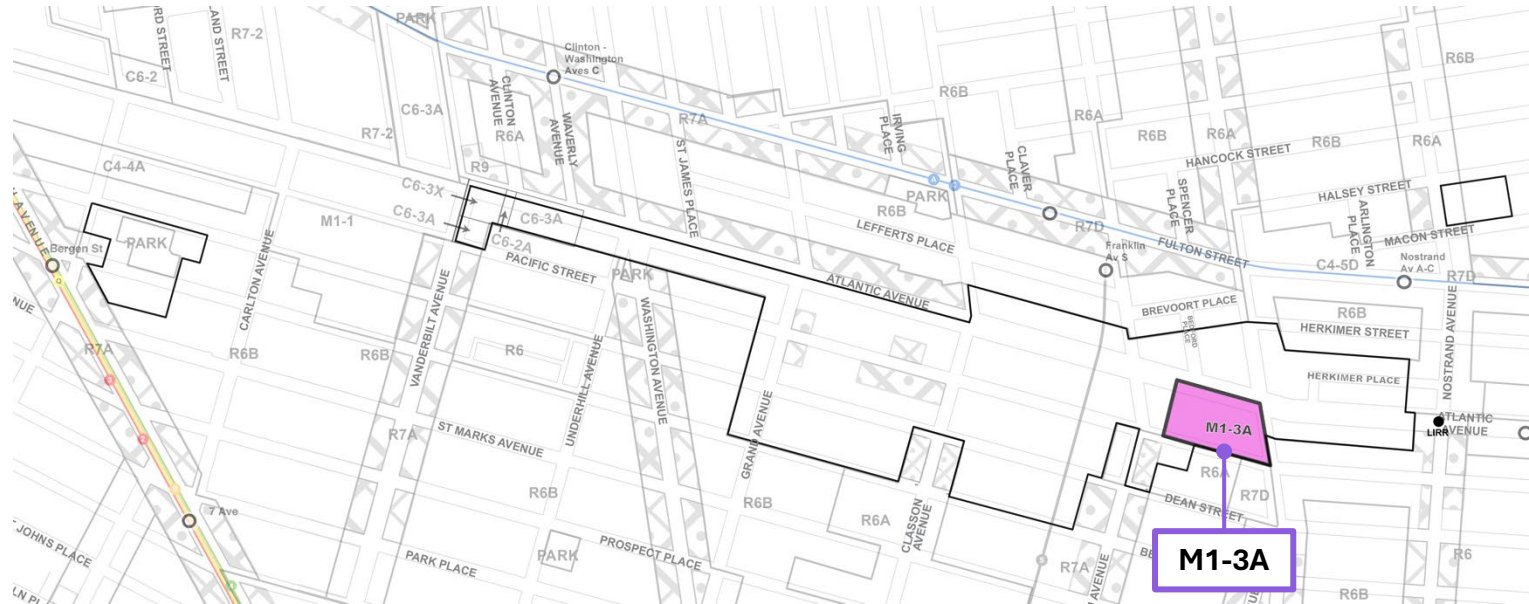 PARK
R7-2
C6-2
Clinton -
Washington
Aves C
CLINTON
AVENUE
WAVERLY
AVENUE
C6-3A
R6A
R7-2
R7A
R9
ST JAMES PLACE
IRVING
PLACE
R6B
CLAVER
PLACE
R6A
R6B
R6A
SPENCER
PLACE
HANCOCK STREET
R6B
R6B
R6A
HALSEY STREET
ARLINGTON
PLACE
MACON STREET
C4-4A
C6-3X
C6-3A
C6-3A
C6-2A
M1-1
PARK
Bergen St
CARLTON AVENUE
PACIFIC STREET
PARK
A
C
PARK
R6B
LEFFERTS PLACE
R7D
FULTON STREET
Franklin
Av S
C4-5D
Nostrand
Av A-C
R7D
ATLANTIC AVENUE
BREVOORT PLACE
BEDFORD
PLACE
R6B
HERKIMER STREET
HERKIMER PLACE
NOSTRAND AVENUE
ATLANTIC
AVENUE
LIRR
R7A
R6B
VANDERBILT AVENUE
R6B
R6
UNDERHILL AVENUE
WASHINGTON AVENUE
GRAND AVENUE
M1-3A
R7A
ST MARKS AVENUE
R6B
R6B
CLASSON
AVENUE
R6A
R6A
R7D
DEAN STREET
7 Ave
PARK PLACE
PARK
PROSPECT PLACE
R7A
AVENUE
M1-3A
R6
R6B
JOHNS PLACE